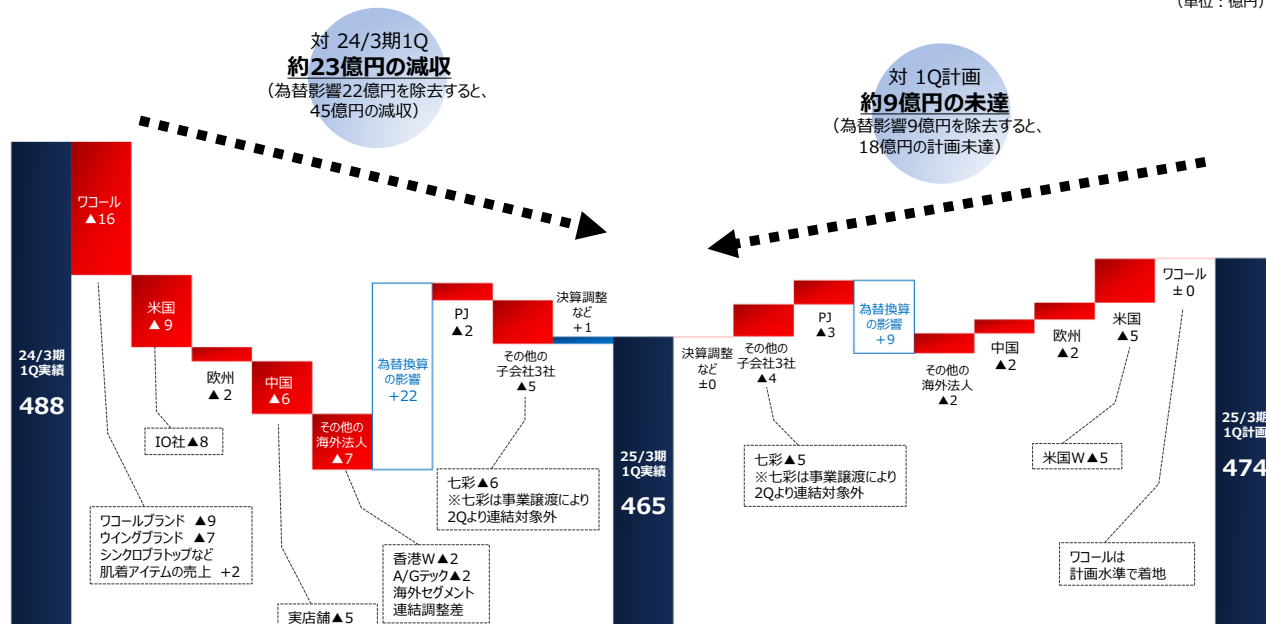 （単位：億円）
対 24/3期1Q
約23億円の減収
（為替影響22億円を除去すると、
45億円の減収）
対 1Q計画
約9億円の未達
（為替影響9億円を除去すると、
18億円の計画未達）
24/3期
1Q実績
488
ワコール
▲16
米国
▲ 9
欧州
▲ 2
中国
▲6
その他の
海外法人
▲7
為替換算
の影響
+22
PJ
▲2
その他の
子会社3社
▲5
決算調整
など
+1
25/3期
1Q実績
465
決算調整
など
±0
その他の
子会社3社
▲4
PJ
▲3
為替換算
の影響
+9
その他の
海外法人
▲2
中国
▲2
欧州
▲2
米国
▲5
ワコール
± 0
25/3期
1Q計画
474
IO社▲8
ワコールブランド ▲9
ウイングブランド ▲7
シンクロブラトップなど
肌着アイテムの売上 +2
実店舗▲5
香港W▲2
A/Gテック▲2
海外セグメント
連結調整差
七彩▲6
※七彩は事業譲渡により
2Qより連結対象外
七彩▲5
※七彩は事業譲渡により
2Qより連結対象外
米国W▲5
ワコールは
計画水準で着地